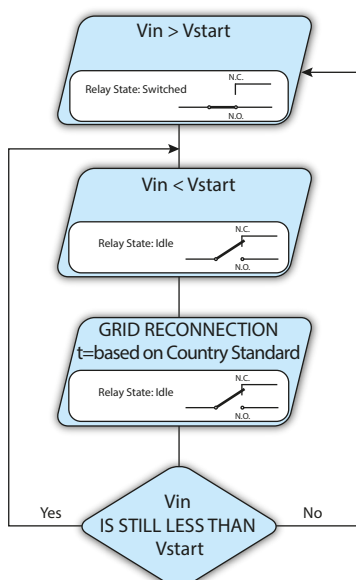 Vin > Vstart
N.C.
Relay State: Switched
N.O.
Vin < Vstart
N.C.
Relay State: Idle
N.O.
GRID RECONNECTION
t=based on Country Standard
N.C.
Relay State: Idle
N.O.
Yes
Vin
IS STILL LESS THAN
Vstart
No